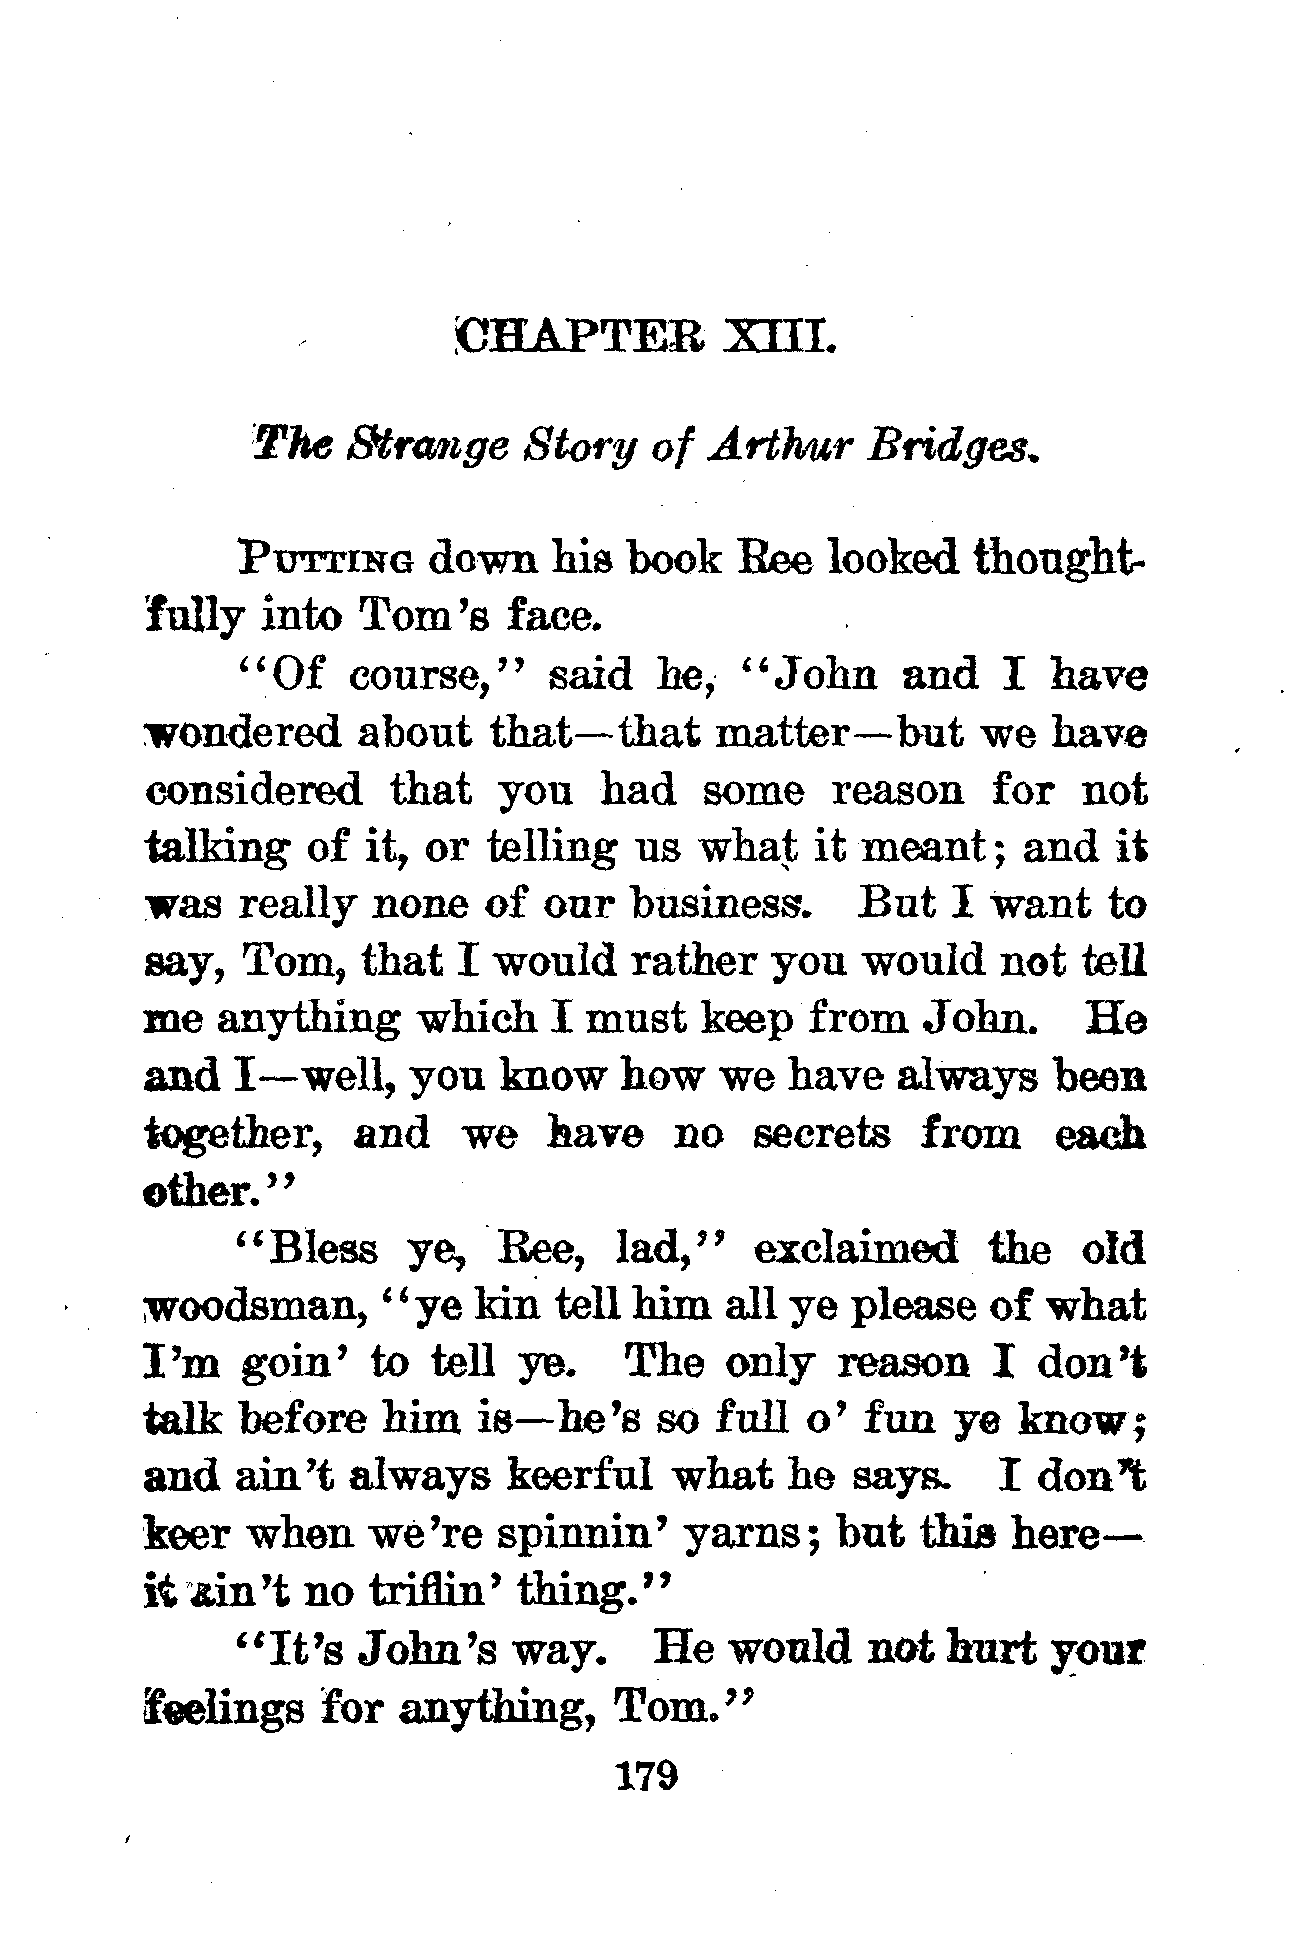 CHAPTER XIII.
The Strange Story of Arthur Bridges.
PUTTING down his book Ree looked thought-
fully into Tom's face.
"Of course," said he, "John and I have
wondered about that—that matter—but we have
considered that you had some reason for not
talking of it, or telling us what it meant; and it
was really none of our business. But I want to
say, Tom, that I would rather you would not tell
me anything which I must keep from John. He
and I—well, you know how we have always been
together, and we have no secrets from each
other."
"Bless ye, Ree, lad," exclaimed the old
woodsman, "ye kin tell him all ye please of what
I'm goin' to tell ye. The only reason I don't
talk before him is—he's so full o' fun ye know;
and ain't always keerful what he says. I don't
keer when we're spinnin' yarns; but this here—
it ain't no triflin' thing."
"It's John's way. He would not hurt your
feelings for anything, Tom."
179